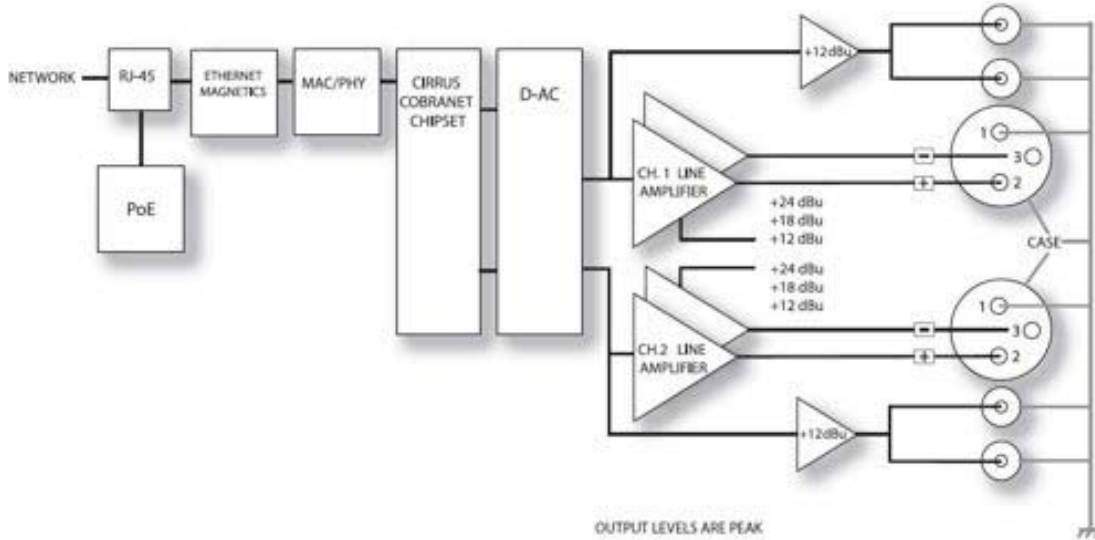 NETWORK
RJ-45
ETHERNET
MAGNETICS
MAC/PHY
CIRRUS
COBRANET
CHIPSET
D-AC
PoE
+12dBu
CH. 1 LINE
AMPLIFIER
-
+
1
3
2
+24 dBu
+18 dBu
+12 dBu
CASE
+24 dBu
+18 dBu
+12 dBu
CH.2 LINE
AMPLIFIER
-
+
1
3
2
+12dBu
OUTPUT LEVELS ARE PEAK